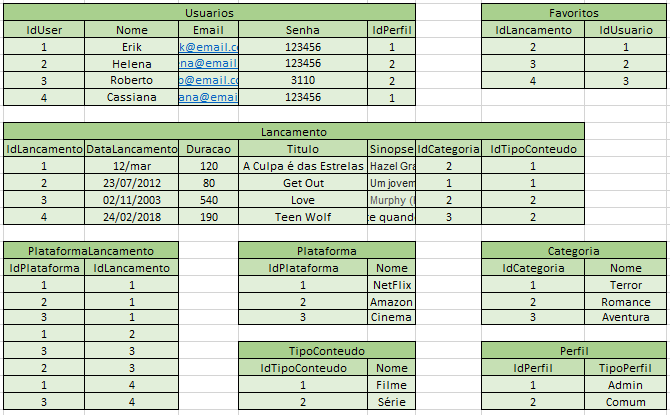 Usuarios
IdUser Nome Email Senha IdPerfil
1 Erik k@email.co 123456 1
2 Helena ena@email. 123456 2
3 Roberto o@email.co 3110 2
4 Cassiana ana@email 123456 1
Favoritos
IdLancamento IdUsuario
2 1
3 2
4 3
Lancamento
IdLancamento DataLancamento Duracao Titulo Sinopse IdCategoria IdTipoConteudo
1 12/mar 120 A Culpa é das Estrelas Hazel Gra 2 1
2 23/07/2012 80 Get Out Um jovem 1 1
3 02/11/2003 540 Love Murphy ( 2 2
4 24/02/2018 190 Teen Wolf te quando 3 2
PlataformaLancamento
IdPlataforma IdLancamento
1 1
2 1
3 1
1 2
3 3
2 3
1 4
3 4
Plataforma
IdPlataforma Nome
1 NetFlix
2 Amazon
3 Cinema
Categoria
IdCategoria Nome
1 Terror
2 Romance
3 Aventura
TipoConteudo
IdTipoConteudo Nome
1 Filme
2 Série
Perfil
IdPerfil TipoPerfil
1 Admin
2 Comum